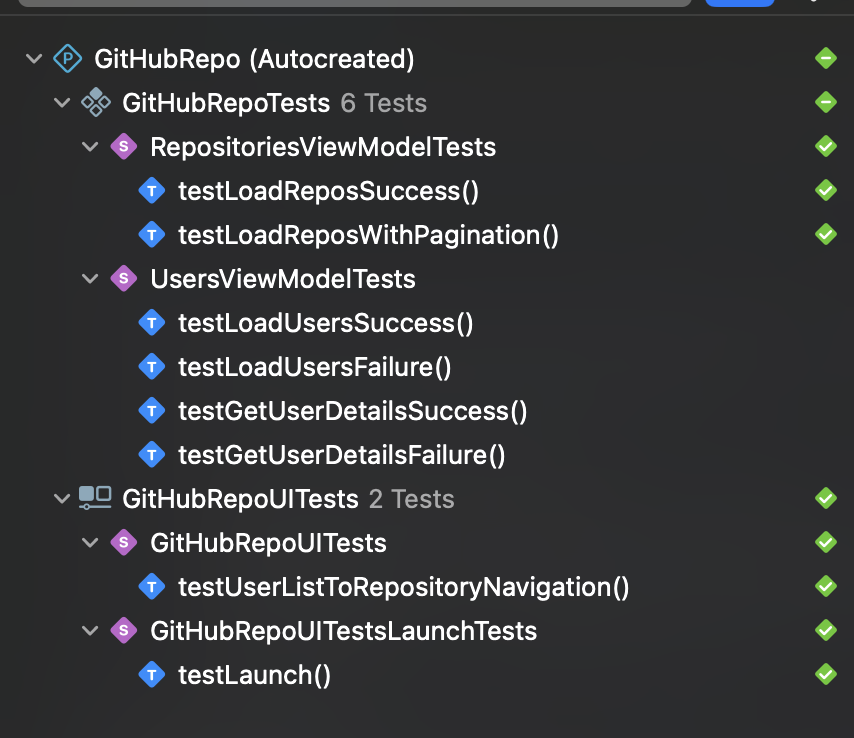 P GitHubRepo (Autocreated)
GitHubRepoTests 6 Tests
S RepositoriesViewModelTests
T testLoadReposSuccess()
T testLoadReposWithPagination()
S UsersViewModelTests
T testLoadUsersSuccess()
T testLoadUsersFailure()
T testGetUserDetailsSuccess()
T testGetUserDetailsFailure()
GitHubRepoUITests 2 Tests
S GitHubRepoUITests
T testUserListToRepositoryNavigation()
S GitHubRepoUITestsLaunchTests
T testLaunch()